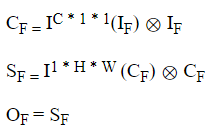 C_F = I^{C * 1 * 1}(I_F) ⊗ I_F
S_F = I^{1 * H * W} (C_F) ⊗ C_F
O_F = S_F